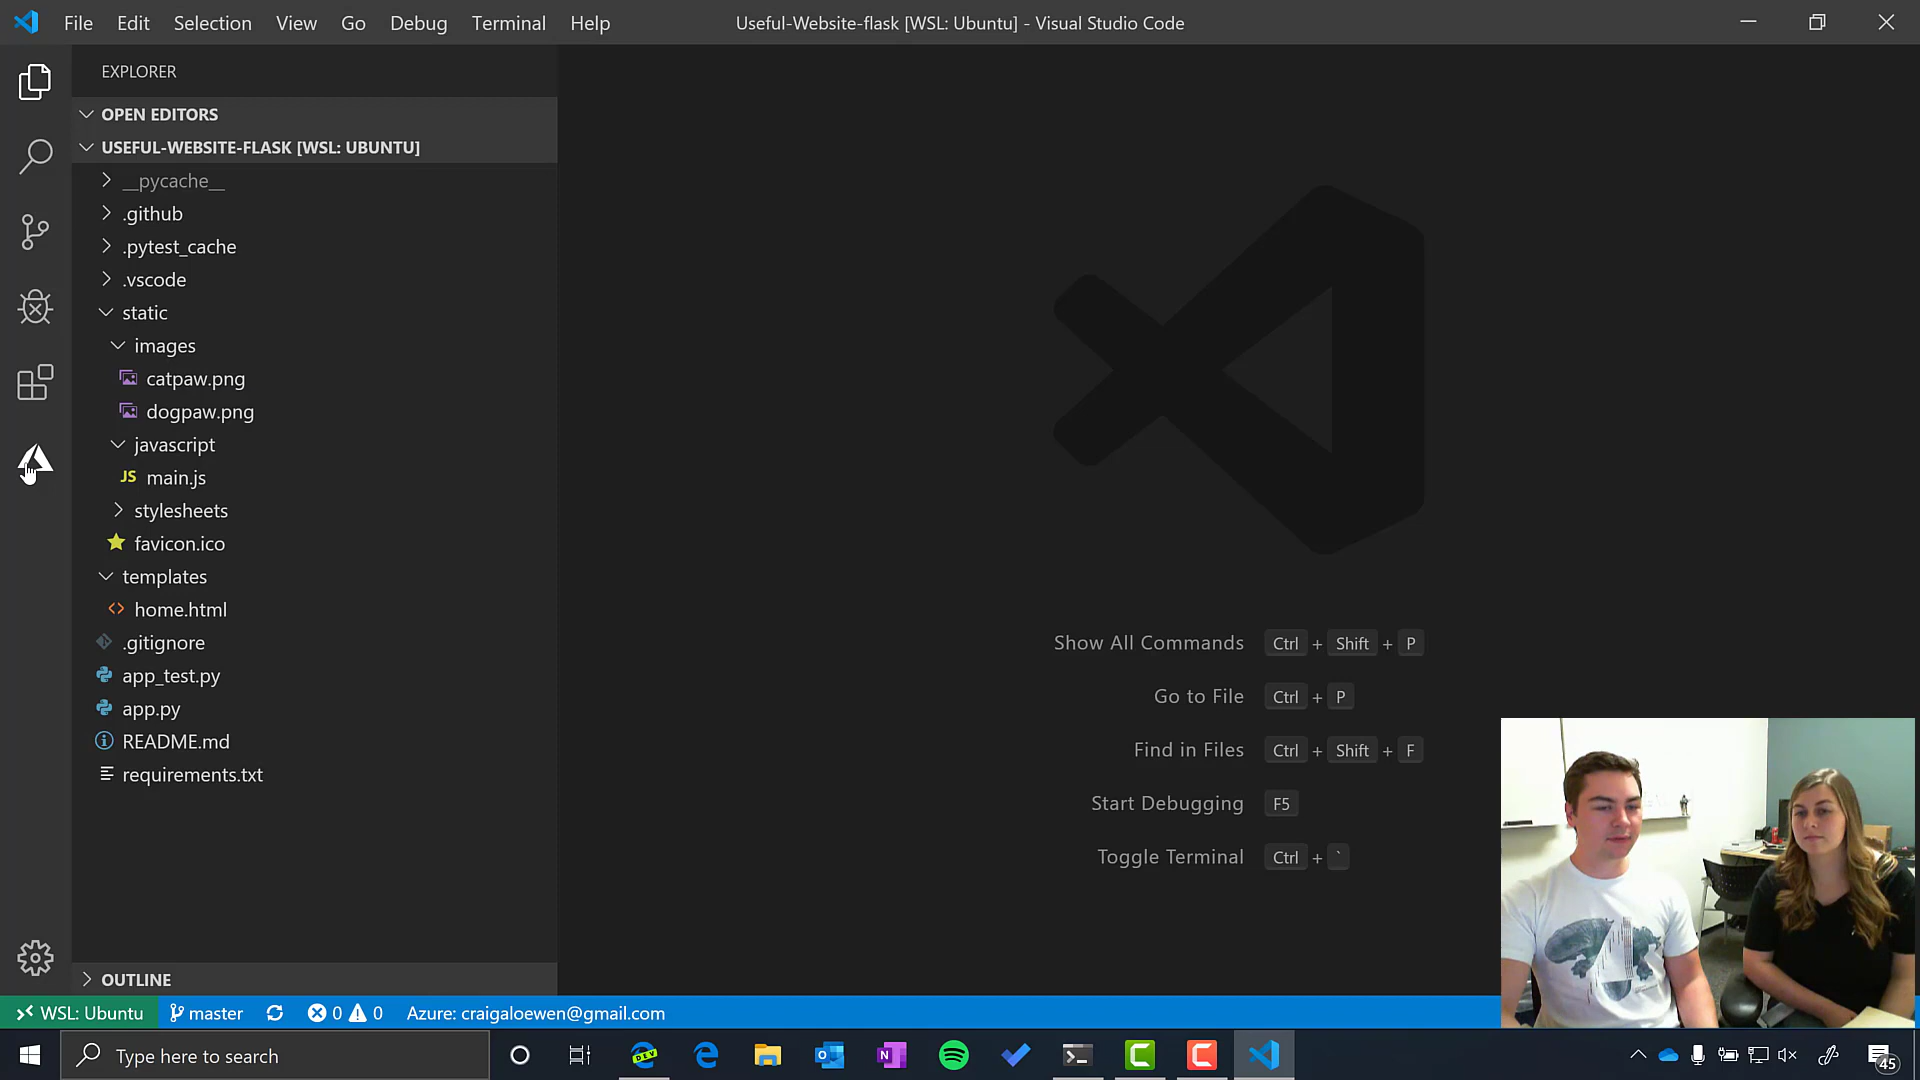 File Edit Selection View Go Debug Terminal Help
Useful-Website-flask [WSL: Ubuntu] - Visual Studio Code
EXPLORER
OPEN EDITORS
USEFUL-WEBSITE-FLASK [WSL: UBUNTU]
__pycache__
.github
.pytest_cache
.vscode
static
images
catpaw.png
dogpaw.png
javascript
JS main.js
stylesheets
favicon.ico
templates
home.html
.gitignore
app_test.py
app.py
README.md
requirements.txt
OUTLINE
Show All Commands Ctrl + Shift + P
Go to File Ctrl + P
Find in Files Ctrl + Shift + F
Start Debugging F5
Toggle Terminal Ctrl + `
WSL: Ubuntu master 0 0 Azure: craigaloewen@gmail.com
Type here to search
DEV
45